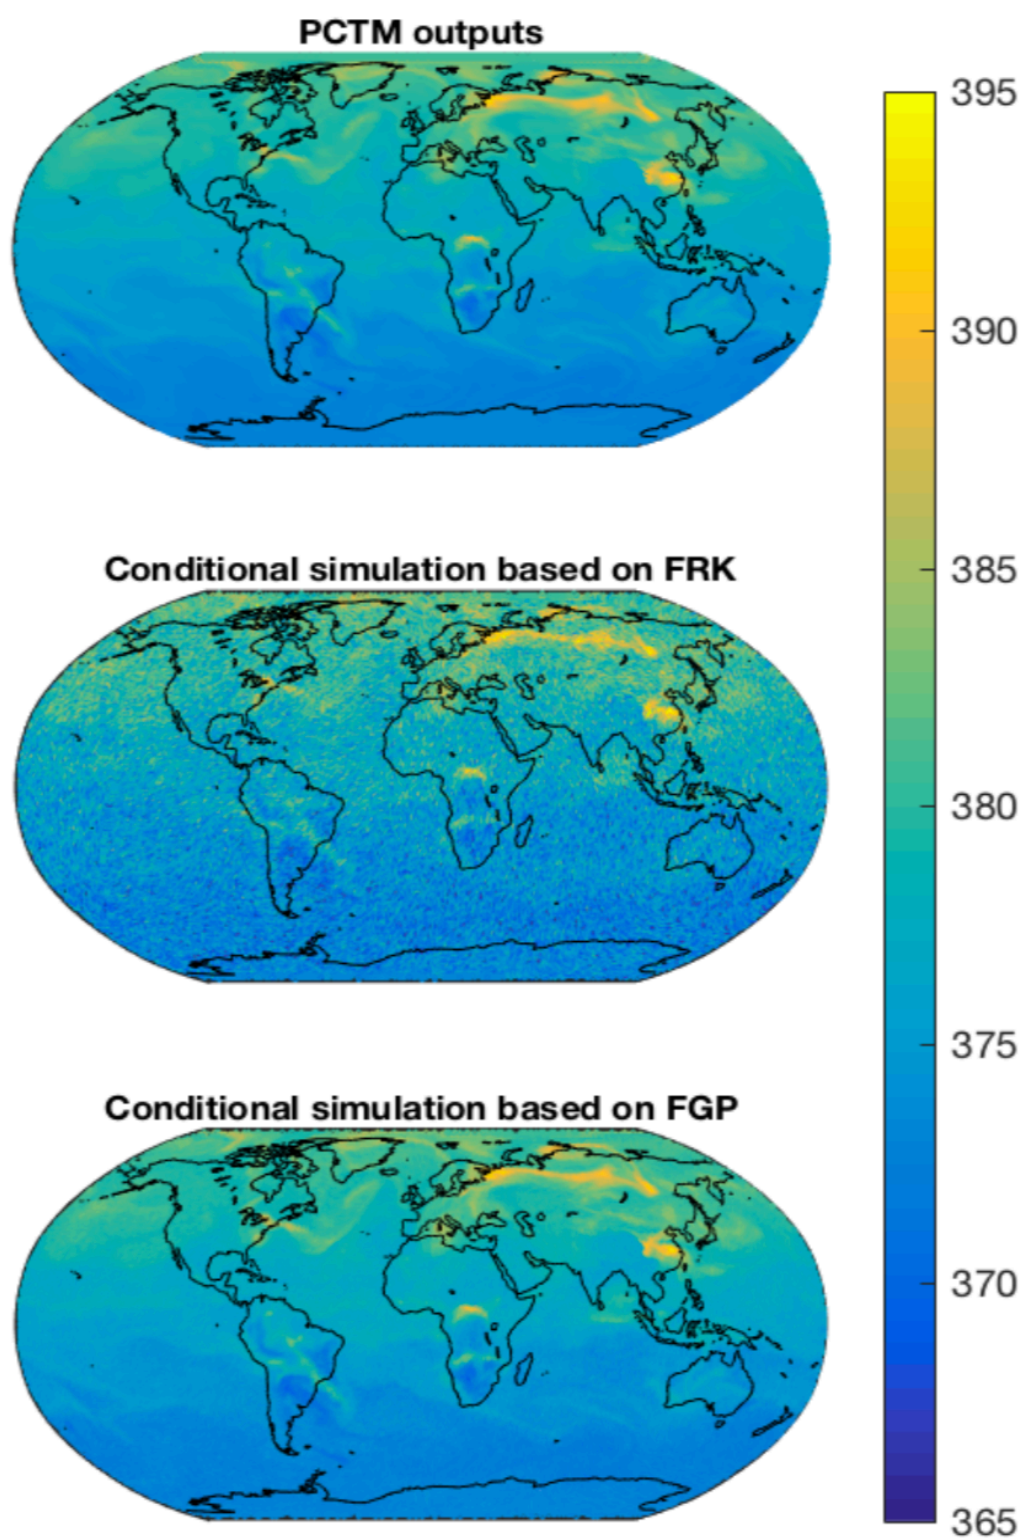 PCTM outputs
395
390
385
380
375
370
365
Conditional simulation based on FRK
Conditional simulation based on FGP